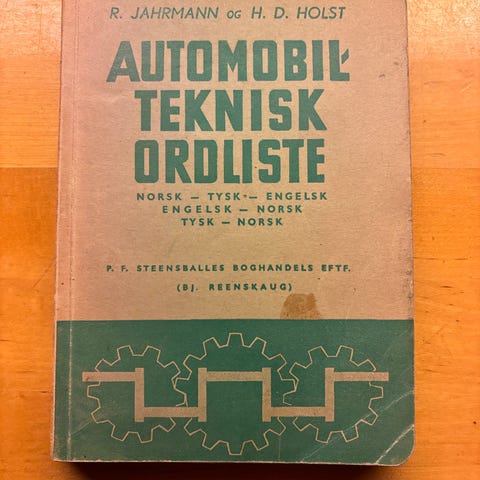 R. JAHRMANN OG H. D. HOLST
AUTOMOBIL-
TEKNISK
ORDLISTE
NORSK — TYSK — ENGELSK
ENGELSK — NORSK
TYSK — NORSK
P. F. STEENSBALLES BOGHANDELS EFTF.
(BJ. REENSKAUG)